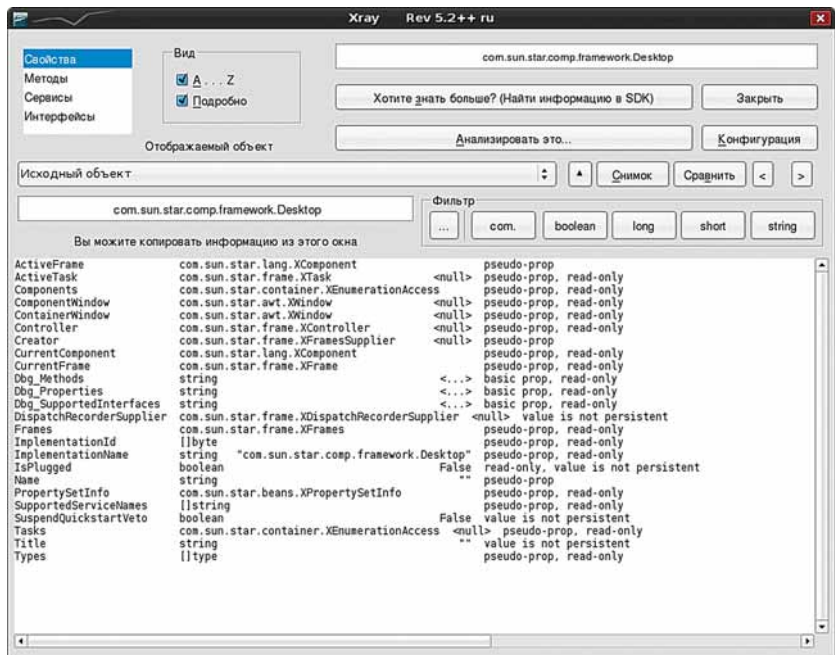 Xray Rev 5.2++ ru
Свойства
Методы
Сервисы
Интерфейсы
Вид
A . . . Z
Подробно
com.sun.star.comp.framework.Desktop
Хотите знать больше? (Найти информацию в SDK)
Закрыть
Отображаемый объект
Анализировать это...
Конфигурация
Исходный объект
Снимок
Сравнить
<
>
com.sun.star.comp.framework.Desktop
Фильтр
...
com.
boolean
long
short
string
Вы можите копировать информацию из этого окна
ActiveFrame com.sun.star.lang.XComponent pseudo-prop
ActiveTask com.sun.star.frame.XTask <null> pseudo-prop, read-only
Components com.sun.star.container.XEnumerationAccess pseudo-prop, read-only
ComponentWindow com.sun.star.awt.XWindow <null> pseudo-prop, read-only
ContainerWindow com.sun.star.awt.XWindow <null> pseudo-prop, read-only
Controller com.sun.star.frame.XController <null> pseudo-prop, read-only
Creator com.sun.star.frame.XFramesSupplier <null> pseudo-prop
CurrentComponent com.sun.star.lang.XComponent pseudo-prop, read-only
CurrentFrame com.sun.star.frame.XFrame pseudo-prop, read-only
Dbg_Methods string <...> basic prop, read-only
Dbg_Properties string <...> basic prop, read-only
Dbg_SupportedInterfaces string <...> basic prop, read-only
DispatchRecorderSupplier com.sun.star.frame.XDispatchRecorderSupplier <null> value is not persistent
Frames com.sun.star.frame.XFrames pseudo-prop, read-only
ImplementationId []byte pseudo-prop, read-only
ImplementationName string "com.sun.star.comp.framework.Desktop" pseudo-prop, read-only
IsPlugged boolean False read-only, value is not persistent
Name string "" pseudo-prop
PropertySetInfo com.sun.star.beans.XPropertySetInfo pseudo-prop, read-only
SupportedServiceNames []string pseudo-prop, read-only
SuspendQuickstartVeto boolean False value is not persistent
Tasks com.sun.star.container.XEnumerationAccess <null> pseudo-prop, read-only
Title string "" value is not persistent
Types []type pseudo-prop, read-only